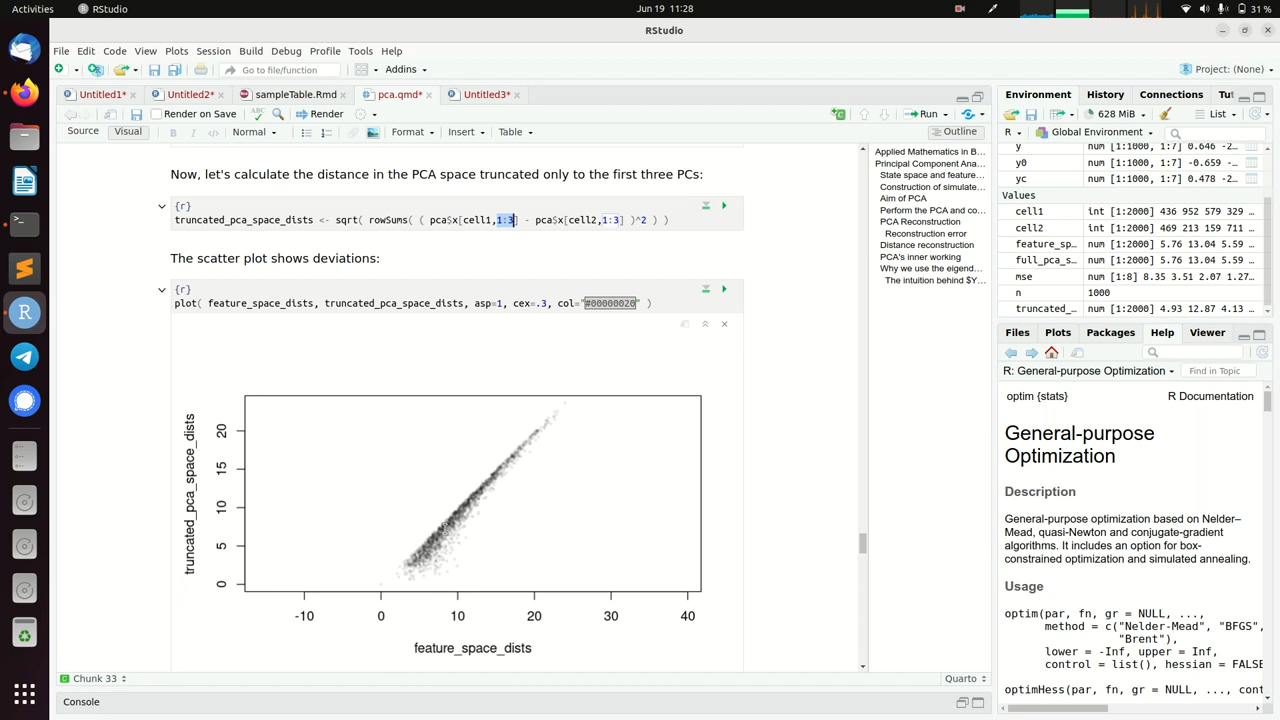 Activities
RStudio
Jun 19 11:28
31 %
RStudio
File Edit Code View Plots Session Build Debug Profile Tools Help
Go to file/function
Addins
Project: (None)
Untitled1*
Untitled2*
sampleTable.Rmd
pca.qmd*
Untitled3*
Render on Save
ABC
Render
Run
Source
Visual
B
I
Normal
Format
Insert
Table
Outline
Now, let's calculate the distance in the PCA space truncated only to the first three PCs:
{r}
truncated_pca_space_dists <- sqrt( rowSums( ( pca$x[cell1,1:3] - pca$x[cell2,1:3] )^2 ) )
The scatter plot shows deviations:
{r}
plot( feature_space_dists, truncated_pca_space_dists, asp=1, cex=.3, col="#00000020" )
truncated_pca_space_dists
20
15
10
5
0
-10 0 10 20 30 40
feature_space_dists
Chunk 33
Quarto
Console
Applied Mathematics in B...
Principal Component Ana...
State space and feature...
Construction of simulate...
Aim of PCA
Perform the PCA and co...
PCA Reconstruction
Reconstruction error
Distance reconstruction
PCA's inner working
Why we use the eigend...
The intuition behind $Y...
Environment
History
Connections
Tut
628 MiB
List
R
Global Environment
y num [1:1000, 1:7] 0.646 -2...
y0 num [1:1000, 1:7] -0.659 -...
yc num [1:1000, 1:7] 0.478 -2...
Values
cell1 int [1:2000] 436 952 579 329 ...
cell2 int [1:2000] 469 213 159 711 ...
feature_sp... num [1:2000] 5.76 13.04 5.59 ...
full_pca_s... num [1:2000] 5.76 13.04 5.59 ...
mse num [1:8] 8.35 3.51 2.07 1.27...
n 1000
truncated_... num [1:2000] 4.93 12.87 4.13 ...
Files
Plots
Packages
Help
Viewer
R: General-purpose Optimization
Find in Topic
optim {stats}
R Documentation
General-purpose
Optimization
Description
General-purpose optimization based on Nelder–
Mead, quasi-Newton and conjugate-gradient
algorithms. It includes an option for box-
constrained optimization and simulated annealing.
Usage
optim(par, fn, gr = NULL, ...,
method = c("Nelder-Mead", "BFGS",
"Brent"),
lower = -Inf, upper = Inf,
control = list(), hessian = FALSE
optimHess(par, fn, gr = NULL, ..., cont